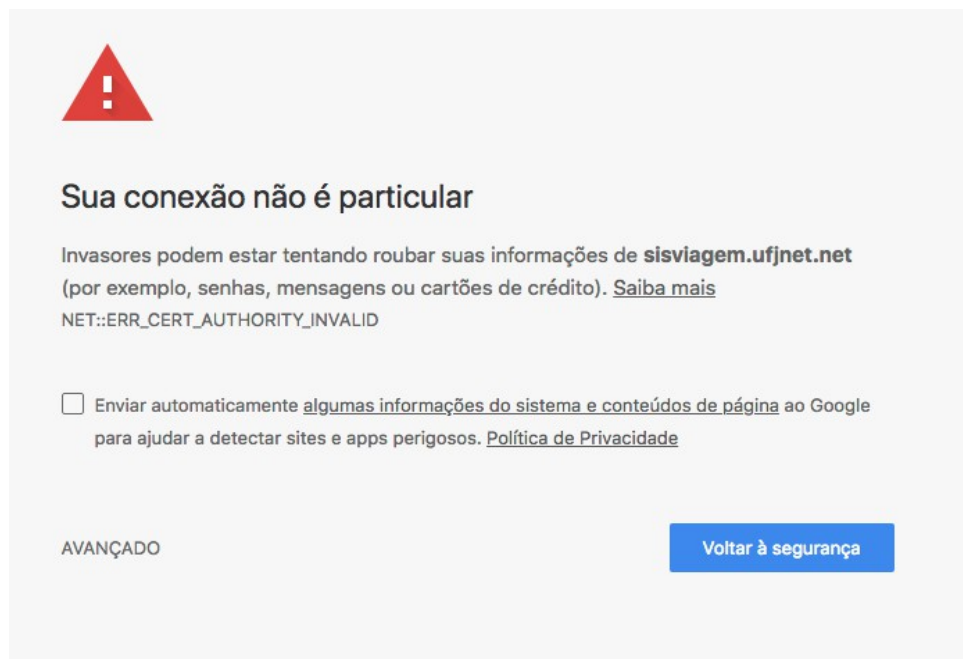 Sua conexão não é particular
Invasores podem estar tentando roubar suas informações de sisviagem.ufjnet.net
(por exemplo, senhas, mensagens ou cartões de crédito). Saiba mais
NET::ERR_CERT_AUTHORITY_INVALID
Enviar automaticamente algumas informações do sistema e conteúdos de página ao Google
para ajudar a detectar sites e apps perigosos. Política de Privacidade
AVANÇADO
Voltar à segurança